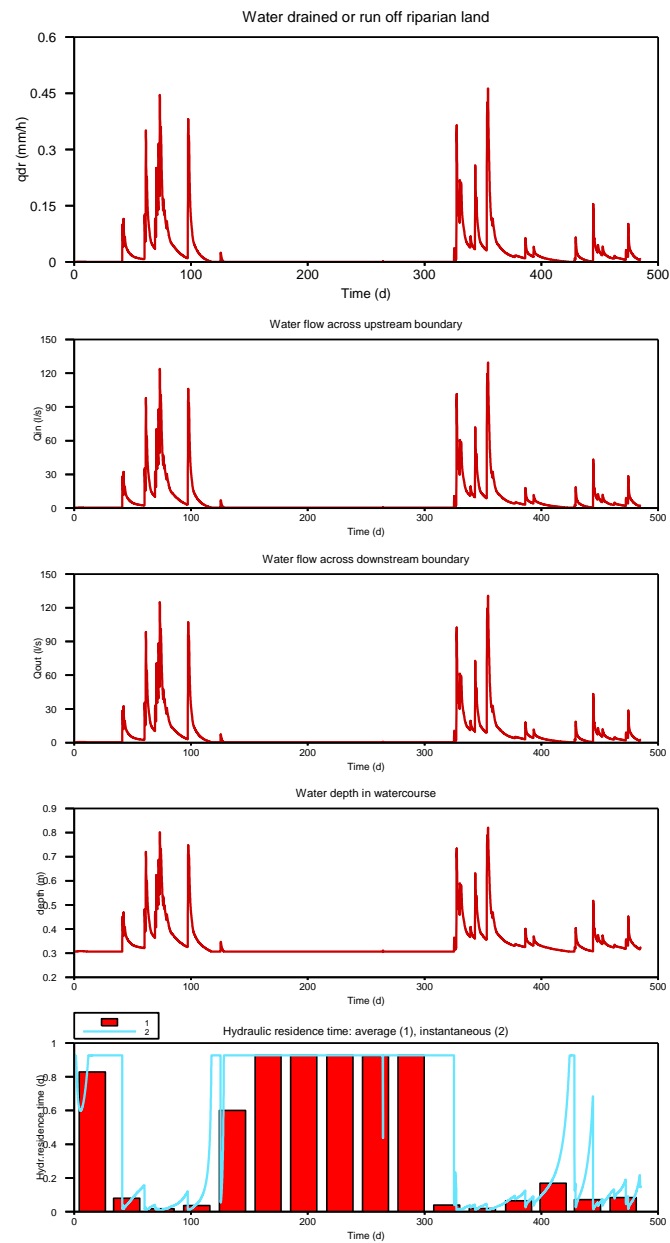 Water drained or run off riparian land
0.6
0.45
0.3
0.15
0
qdr (mm/h)
0 100 200 300 400 500
Time (d)
Water flow across upstream boundary
150
120
90
60
30
0
Qin (l/s)
0 100 200 300 400 500
Time (d)
Water flow across downstream boundary
150
120
90
60
30
0
Qout (l/s)
0 100 200 300 400 500
Time (d)
Water depth in watercourse
0.9
0.8
0.7
0.6
0.5
0.4
0.3
0.2
depth (m)
0 100 200 300 400 500
Time (d)
1
2
Hydraulic residence time: average (1), instantaneous (2)
1
0.8
0.6
0.4
0.2
0
Hydr.residence time (d)
0 100 200 300 400 500
Time (d)